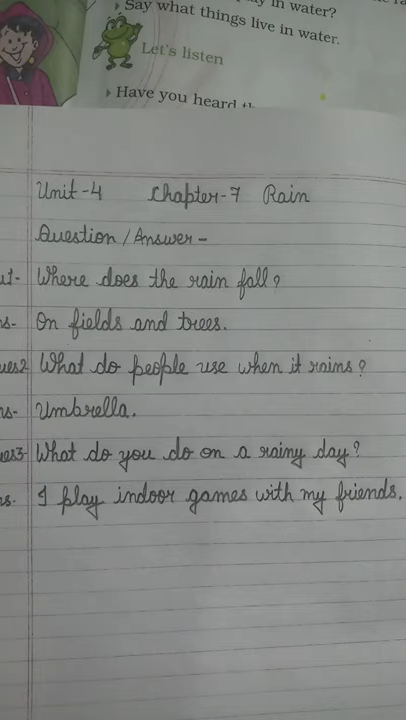 Say what things live in water.
Let's listen
Have you heard
Unit-4 Chapter-7 Rain
Question/Answer-
Where does the rain fall?
On fields and trees.
What do people use when it rains?
Umbrella.
What do you do on a rainy day?
I play indoor games with my friends.